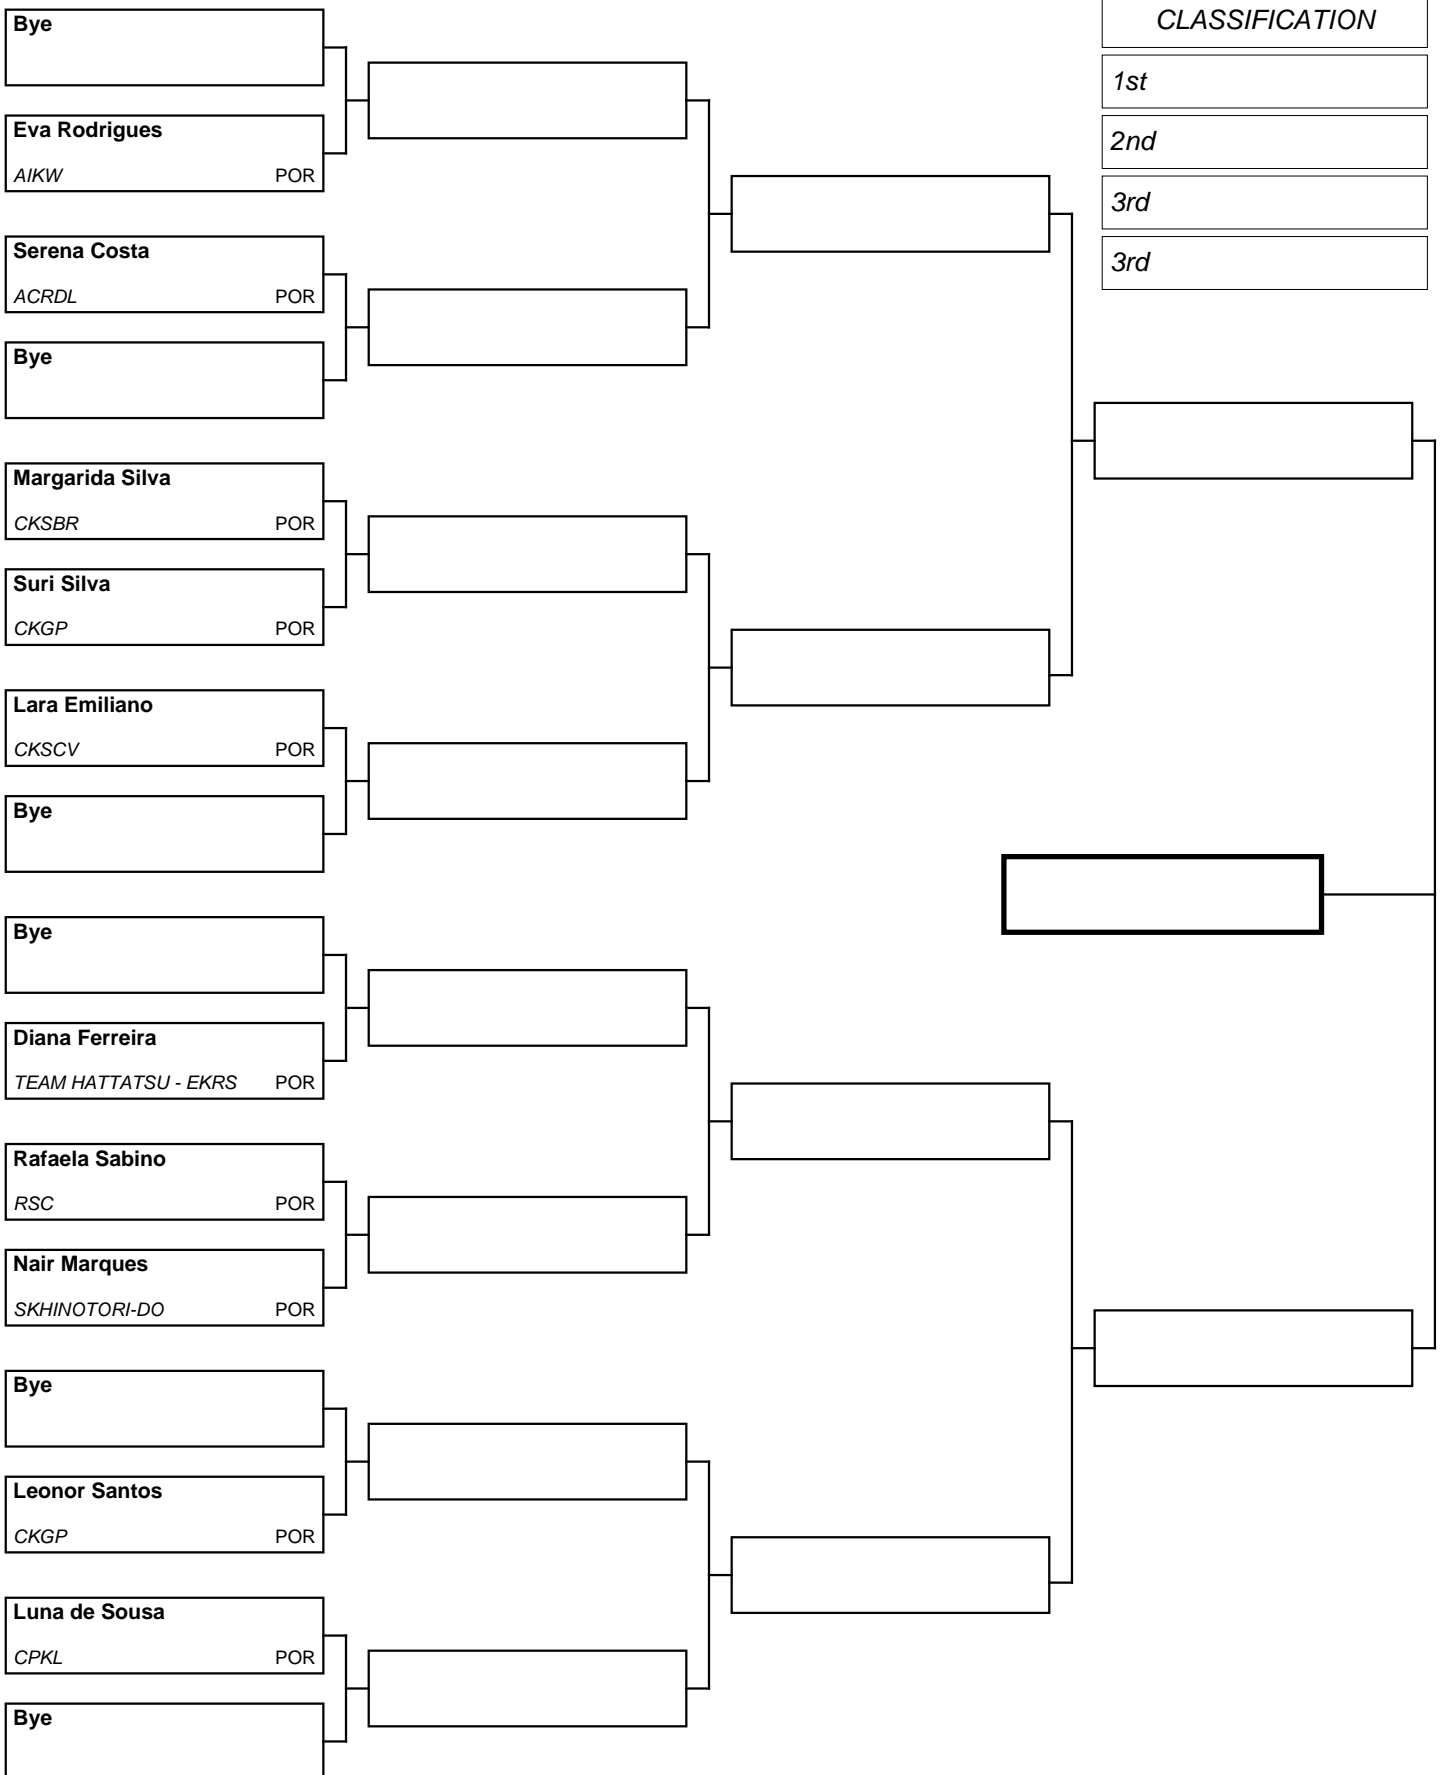 Bye
Eva Rodrigues
AIKW POR
Serena Costa
ACRDL POR
Bye
Margarida Silva
CKSBR POR
Suri Silva
CKGP POR
Lara Emiliano
CKSCV POR
Bye
Bye
Diana Ferreira
TEAM HATTATSU - EKRS POR
Rafaela Sabino
RSC POR
Nair Marques
SKHINOTORI-DO POR
Bye
Leonor Santos
CKGP POR
Luna de Sousa
CPKL POR
Bye
CLASSIFICATION
1st
2nd
3rd
3rd